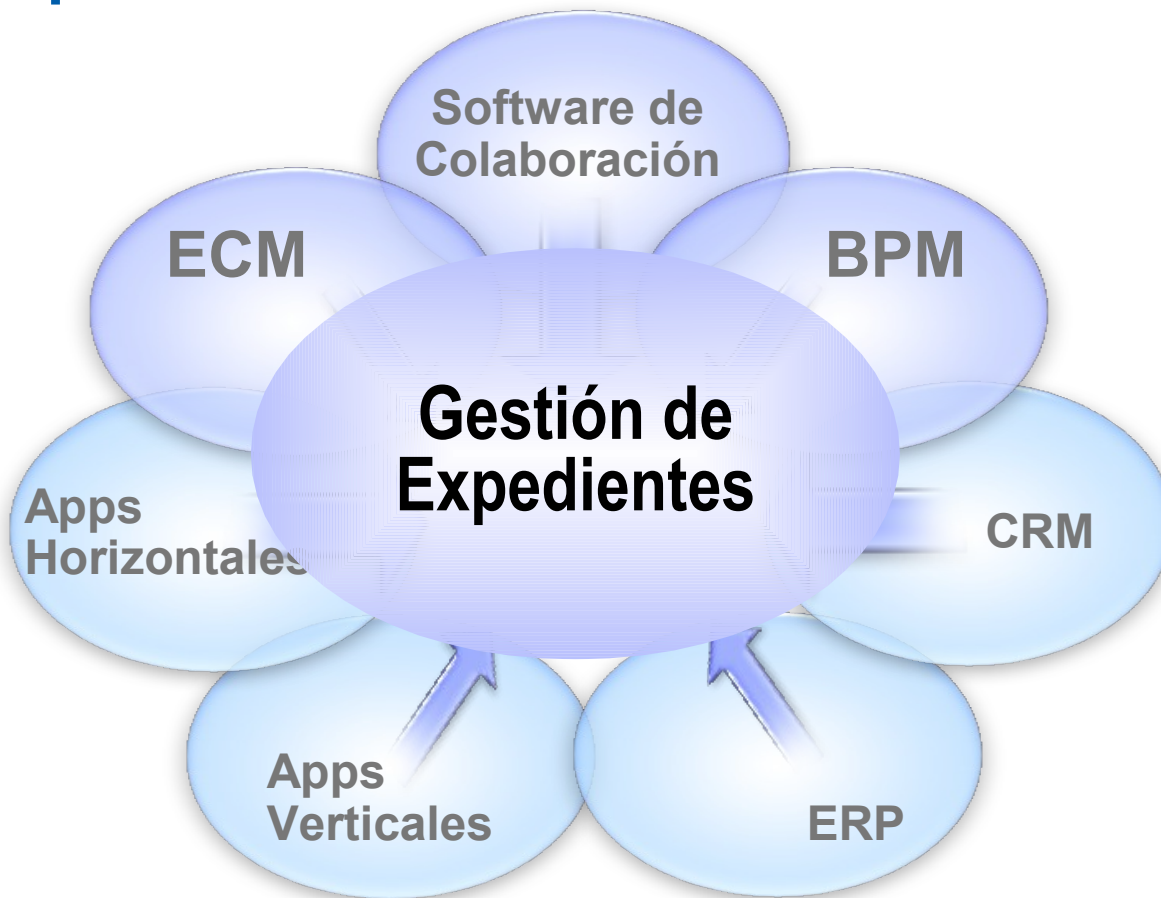 Software de
Colaboración
ECM
BPM
Gestión de
Expedientes
Apps
Horizontales
CRM
Apps
Verticales
ERP